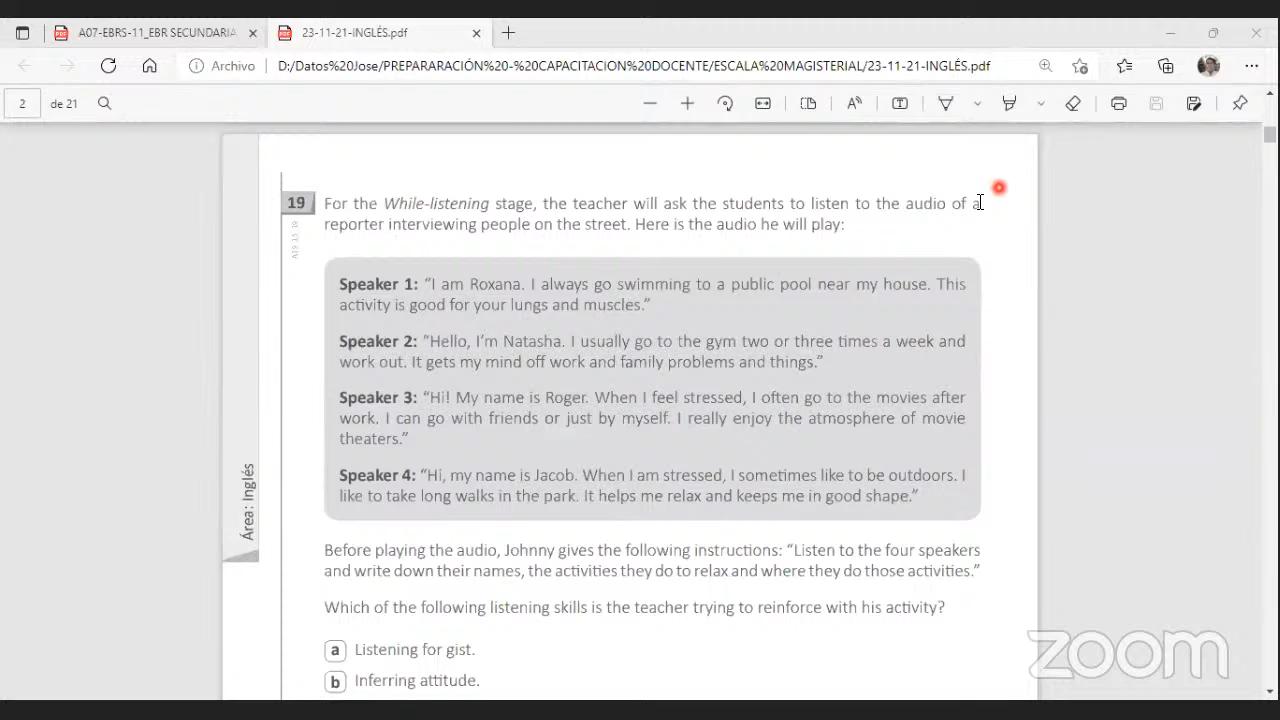 A07-EBRS-11_EBR SECUNDARIA
23-11-21-INGLÉS.pdf
Archivo
D:/Datos%20Jose/PREPARARACIÓN%20-%20CAPACITACION%20DOCENTE/ESCALA%20MAGISTERIAL/23-11-21-INGLÉS.pdf
2
de 21
19 For the While-listening stage, the teacher will ask the students to listen to the audio of a
reporter interviewing people on the street. Here is the audio he will play:
Speaker 1: “I am Roxana. I always go swimming to a public pool near my house. This
activity is good for your lungs and muscles.”
Speaker 2: “Hello, I’m Natasha. I usually go to the gym two or three times a week and
work out. It gets my mind off work and family problems and things.”
Speaker 3: “Hi! My name is Roger. When I feel stressed, I often go to the movies after
work. I can go with friends or just by myself. I really enjoy the atmosphere of movie
theaters.”
Speaker 4: “Hi, my name is Jacob. When I am stressed, I sometimes like to be outdoors. I
like to take long walks in the park. It helps me relax and keeps me in good shape.”
Área: Inglés
Before playing the audio, Johnny gives the following instructions: “Listen to the four speakers
and write down their names, the activities they do to relax and where they do those activities.”
Which of the following listening skills is the teacher trying to reinforce with his activity?
a Listening for gist.
b Inferring attitude.
zoom